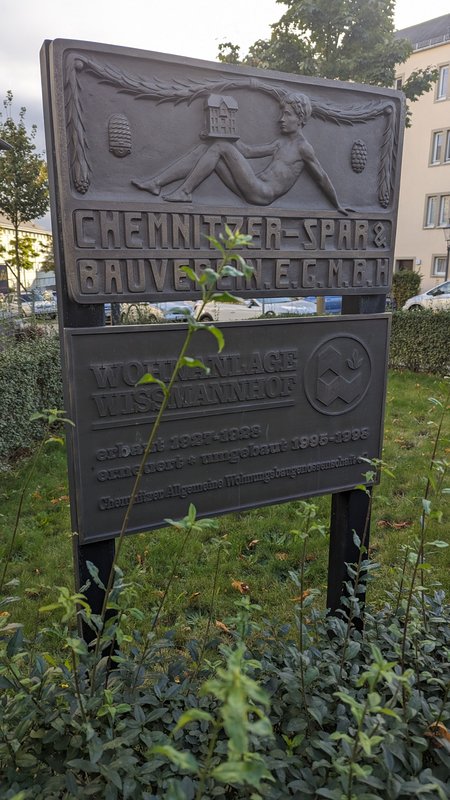 CHEMNITZER-SPAR &
BAUVEREIN.E.G.M.B.H
WOHNANLAGE
WISSMANNHOF
erbaut 1927-1929
erneuert + umgebaut 1995-1998
Chemnitzer Allgemeine Wohnungsbaugenossenschaft